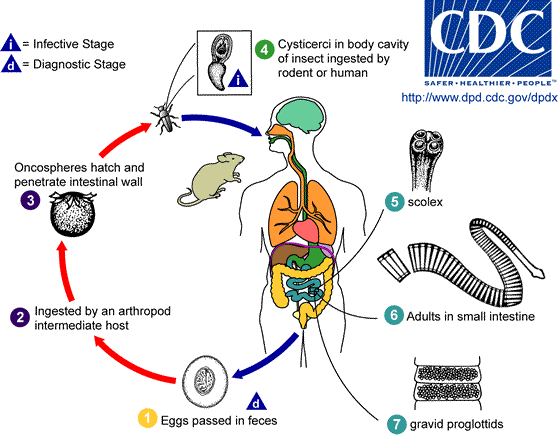 i = Infective Stage
d = Diagnostic Stage
i
4 Cysticerci in body cavity
of insect ingested by
rodent or human
CDC
SAFER • HEALTHIER • PEOPLE™
http://www.dpd.cdc.gov/dpdx
Oncospheres hatch and
penetrate intestinal wall
3
5
scolex
2 Ingested by an arthropod
intermediate host
6 Adults in small intestine
d
1 Eggs passed in feces
7 gravid proglottids